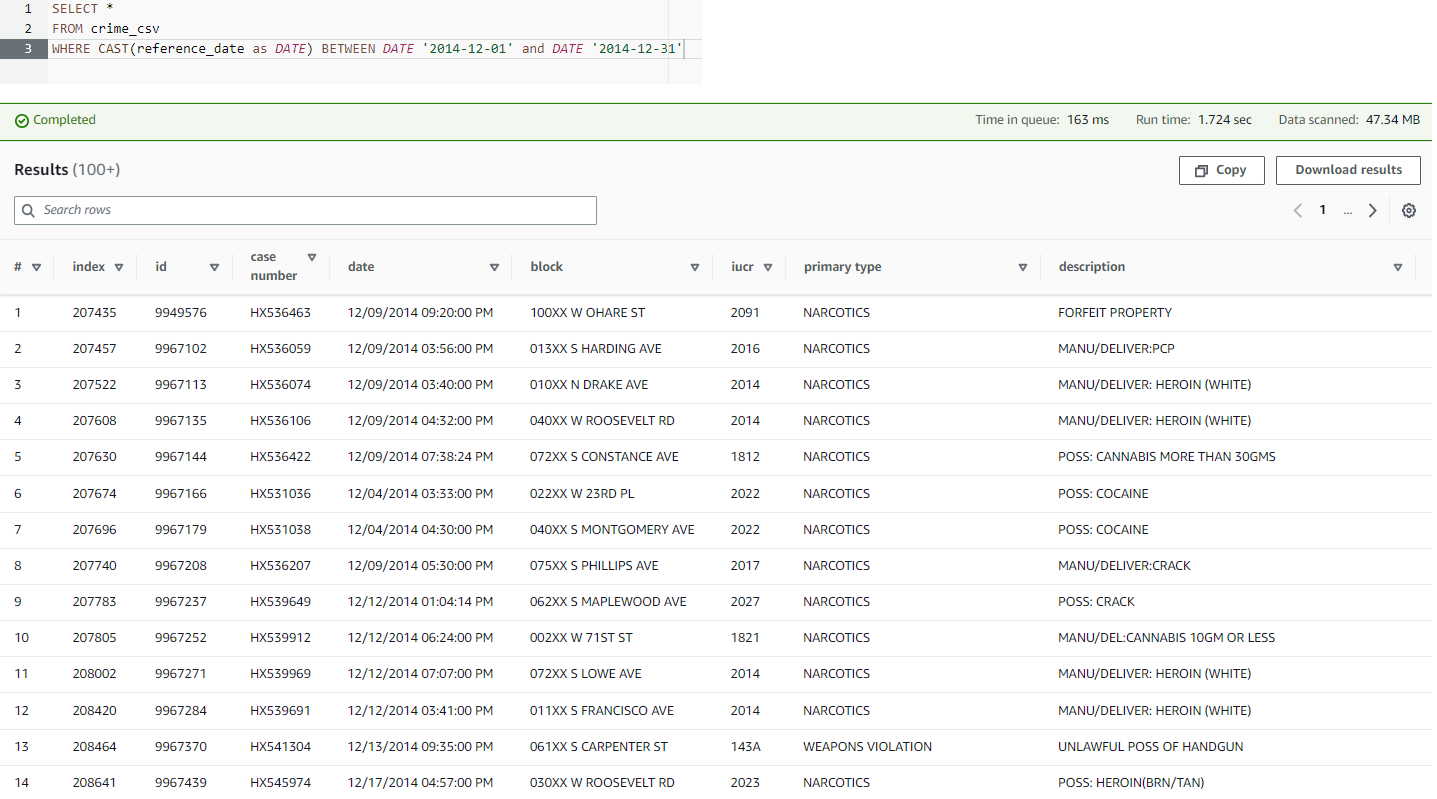 1 SELECT *
2 FROM crime_csv
3 WHERE CAST(reference_date as DATE) BETWEEN DATE '2014-12-01' and DATE '2014-12-31'
Completed Time in queue: 163 ms Run time: 1.724 sec Data scanned: 47.34 MB
Results (100+) Copy Download results
Search rows 1 ...
# index id case number date block iucr primary type description
1 207435 9949576 HX536463 12/09/2014 09:20:00 PM 100XX W OHARE ST 2091 NARCOTICS FORFEIT PROPERTY
2 207457 9967102 HX536059 12/09/2014 03:56:00 PM 013XX S HARDING AVE 2016 NARCOTICS MANU/DELIVER:PCP
3 207522 9967113 HX536074 12/09/2014 03:40:00 PM 010XX N DRAKE AVE 2014 NARCOTICS MANU/DELIVER: HEROIN (WHITE)
4 207608 9967135 HX536106 12/09/2014 04:32:00 PM 040XX W ROOSEVELT RD 2014 NARCOTICS MANU/DELIVER: HEROIN (WHITE)
5 207630 9967144 HX536422 12/09/2014 07:38:24 PM 072XX S CONSTANCE AVE 1812 NARCOTICS POSS: CANNABIS MORE THAN 30GMS
6 207674 9967166 HX531036 12/04/2014 03:33:00 PM 022XX W 23RD PL 2022 NARCOTICS POSS: COCAINE
7 207696 9967179 HX531038 12/04/2014 04:30:00 PM 040XX S MONTGOMERY AVE 2022 NARCOTICS POSS: COCAINE
8 207740 9967208 HX536207 12/09/2014 05:30:00 PM 075XX S PHILLIPS AVE 2017 NARCOTICS MANU/DELIVER:CRACK
9 207783 9967237 HX539649 12/12/2014 01:04:14 PM 062XX S MAPLEWOOD AVE 2027 NARCOTICS POSS: CRACK
10 207805 9967252 HX539912 12/12/2014 06:24:00 PM 002XX W 71ST ST 1821 NARCOTICS MANU/DEL:CANNABIS 10GM OR LESS
11 208002 9967271 HX539969 12/12/2014 07:07:00 PM 072XX S LOWE AVE 2014 NARCOTICS MANU/DELIVER: HEROIN (WHITE)
12 208420 9967284 HX539691 12/12/2014 03:41:00 PM 011XX S FRANCISCO AVE 2014 NARCOTICS MANU/DELIVER: HEROIN (WHITE)
13 208464 9967370 HX541304 12/13/2014 09:35:00 PM 061XX S CARPENTER ST 143A WEAPONS VIOLATION UNLAWFUL POSS OF HANDGUN
14 208641 9967439 HX545974 12/17/2014 04:57:00 PM 030XX W ROOSEVELT RD 2023 NARCOTICS POSS: HEROIN(BRN/TAN)